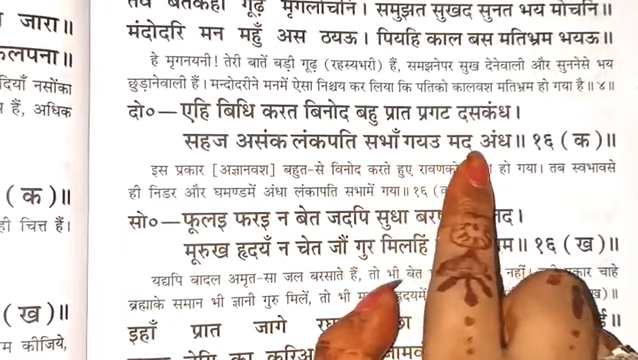 जारा॥
कलपना॥
दियाँ नसोंका
हैं, अधिक
(क)॥
ही चित्त हैं।
(ख)॥
म कीजिये,
तव बतकही गूढ़ मृगलोचनि। समुझत सुखद सुनत भय मोचनि॥
मंदोदरि मन महुँ अस ठयऊ। पियहि काल बस मतिभ्रम भयऊ॥
हे मृगनयनी! तेरी बातें बड़ी गूढ़ (रहस्यभरी) हैं, समझनेपर सुख देनेवाली और सुननेसे भय
छुड़ानेवाली हैं। मन्दोदरीने मनमें ऐसा निश्चय कर लिया कि पतिको कालवश मतिभ्रम हो गया है॥४॥
दो०—एहि बिधि करत बिनोद बहु प्रात प्रगट दसकंध।
सहज असंक लंकपति सभाँ गयउ मद अंध॥१६(क)॥
इस प्रकार [अज्ञानवश] बहुत-से विनोद करते हुए रावणको हो गया। तब स्वभावसे
ही निडर और घमण्डमें अंधा लंकापति सभामें गया॥१६(
सो०—फूलइ फरइ न बेत जदपि सुधा
मूरुख हृदयँ न चेत जौं गुर मिलहिं ॥१६(ख)॥
यद्यपि बादल अमृत-सा जल बरसाते हैं, तो भी बेत नहीं। चाहे
ब्रह्माके समान भी ज्ञानी गुरु मिलें, तो भी हृदयमें
इहाँ प्रात जागे